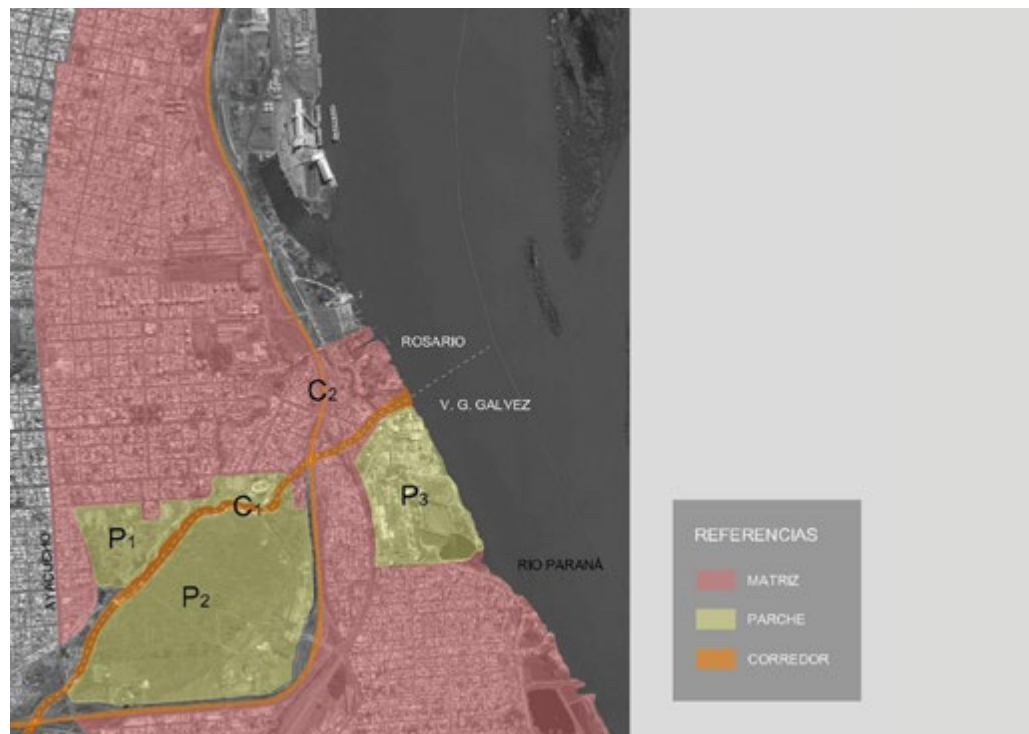 ROSARIO
C2
V. G. GALVEZ
C1
P3
P1
AYACUCHO
P2
RIO PARANÁ
REFERENCIAS
MATRIZ
PARCHE
CORREDOR